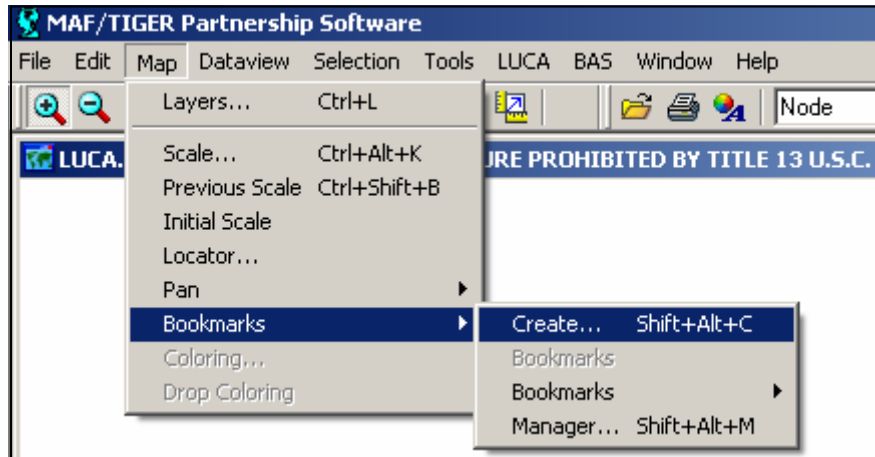 MAF/TIGER Partnership Software
File Edit Map Dataview Selection Tools LUCA BAS Window Help
Node
LUCA. URE PROHIBITED BY TITLE 13 U.S.C.
Layers... Ctrl+L
Scale... Ctrl+Alt+K
Previous Scale Ctrl+Shift+B
Initial Scale
Locator...
Pan
Bookmarks
Coloring...
Drop Coloring
Create... Shift+Alt+C
Bookmarks
Bookmarks
Manager... Shift+Alt+M